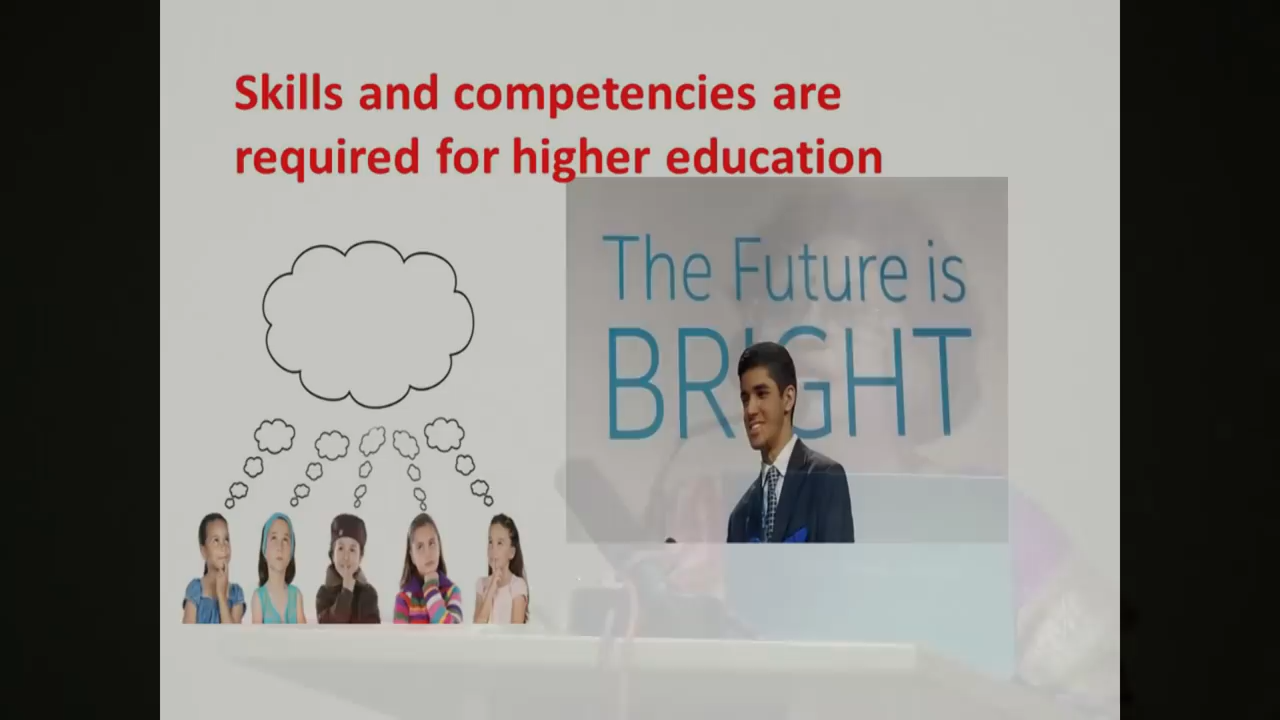 Skills and competencies are
required for higher education
The Future is
BRIGHT